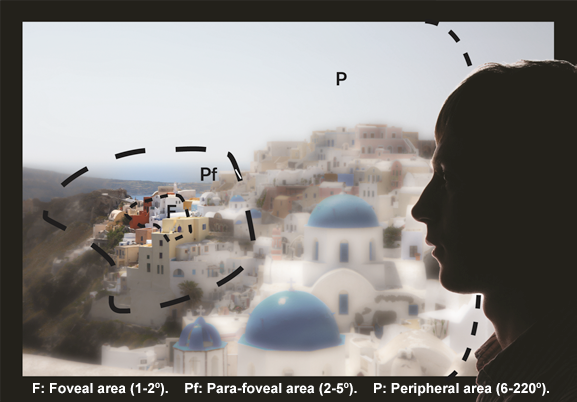 P
Pf
F
F: Foveal area (1-2º). Pf: Para-foveal area (2-5º). P: Peripheral area (6-220º).